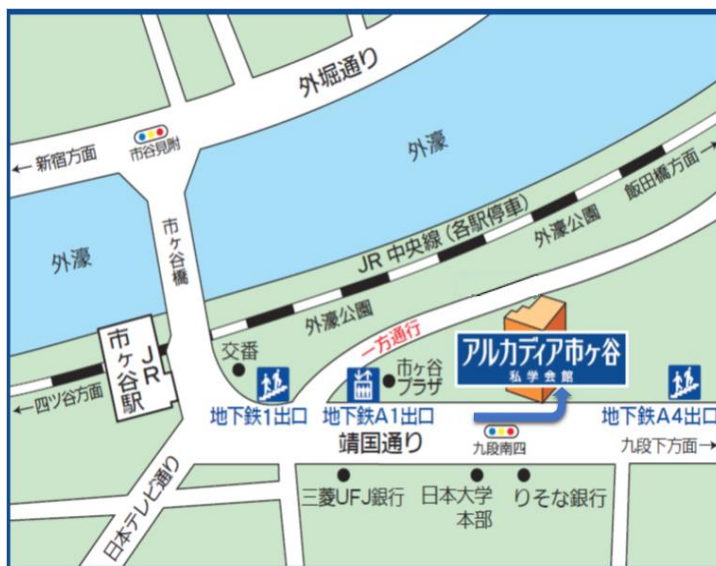 外堀通り
市谷見附
←新宿方面
外濠
飯田橋方面→
市ヶ谷橋
JR 中央線(各駅停車)
外濠公園
外濠
外濠公園
一方通行
JR
市ヶ谷駅
交番
市ヶ谷
プラザ
アルカディア市ヶ谷
私学会館
←四ツ谷方面
地下鉄1出口
地下鉄A1出口
地下鉄A4出口
靖国通り
九段南四
九段下方面→
日本テレビ通り
三菱UFJ銀行
日本大学
本部
りそな銀行